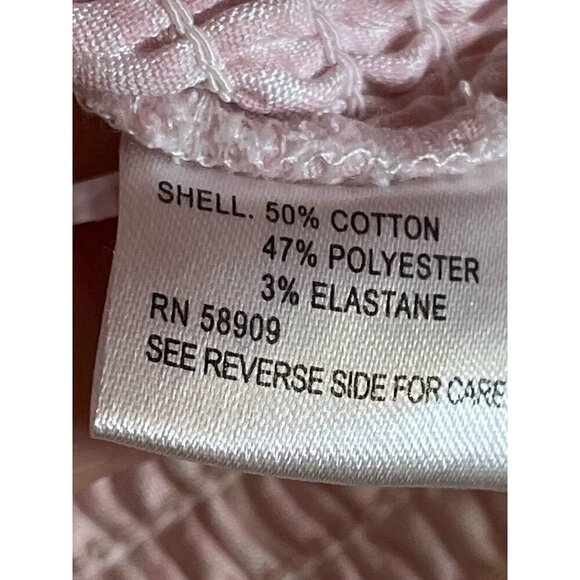 SHELL. 50% COTTON
47% POLYESTER
3% ELASTANE
RN 58909
SEE REVERSE SIDE FOR CARE